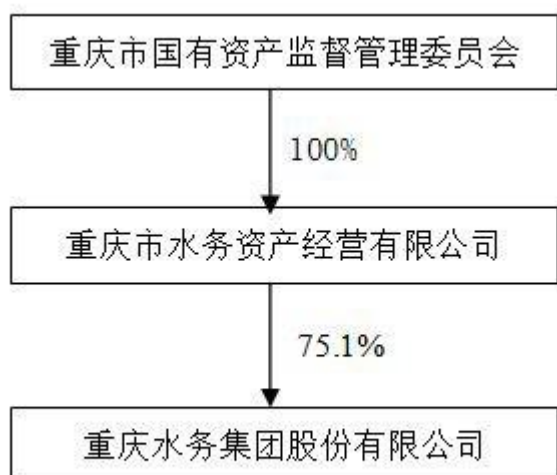 重庆市国有资产监督管理委员会
100%
重庆市水务资产经营有限公司
75.1%
重庆水务集团股份有限公司